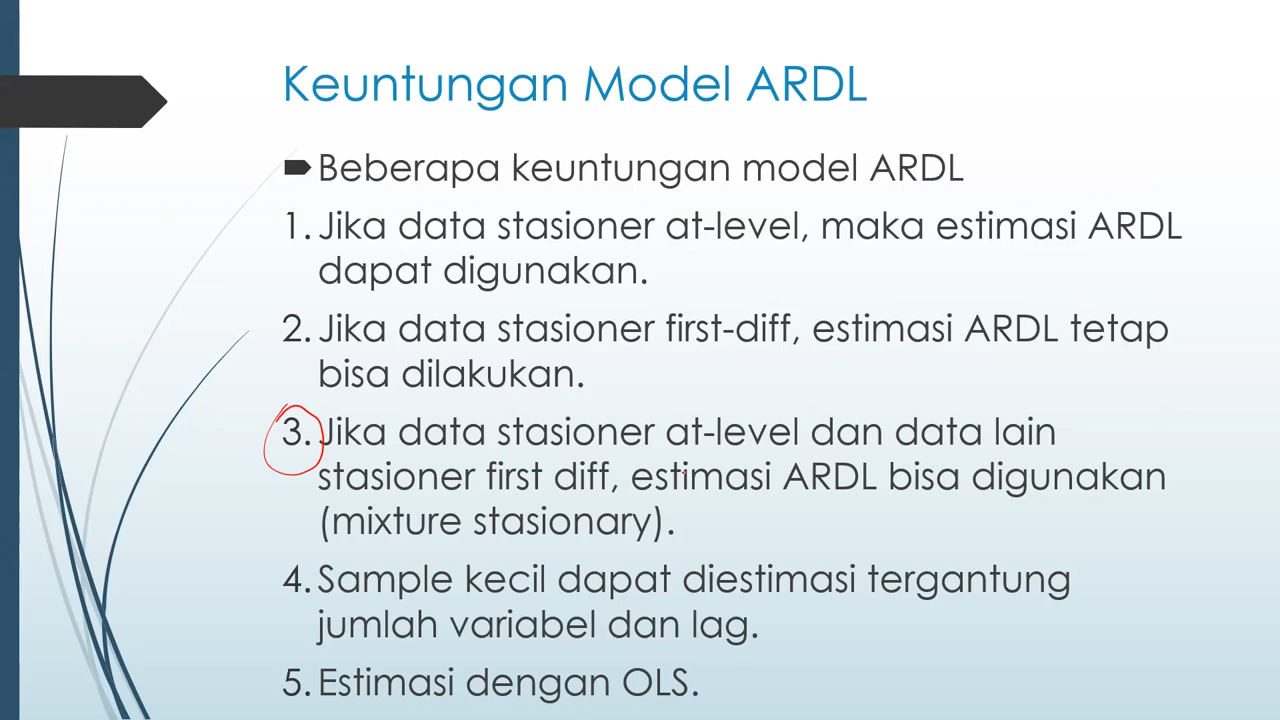 Keuntungan Model ARDL
Beberapa keuntungan model ARDL
1. Jika data stasioner at-level, maka estimasi ARDL
dapat digunakan.
2. Jika data stasioner first-diff, estimasi ARDL tetap
bisa dilakukan.
3. Jika data stasioner at-level dan data lain
stasioner first diff, estimasi ARDL bisa digunakan
(mixture stasionary).
4. Sample kecil dapat diestimasi tergantung
jumlah variabel dan lag.
5. Estimasi dengan OLS.